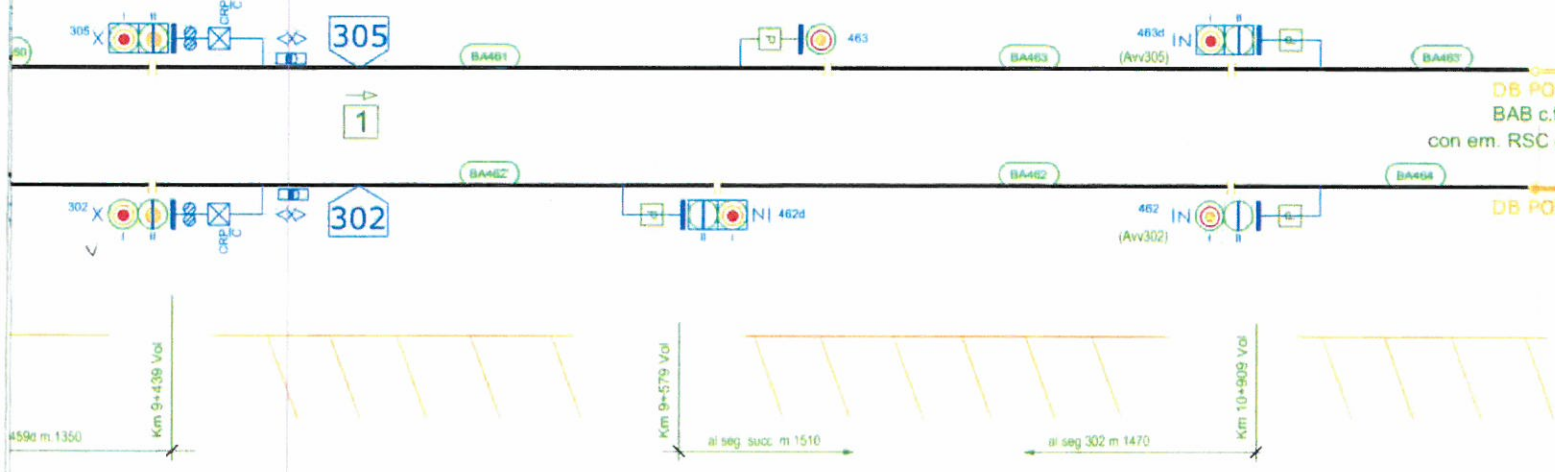 CRP
I II
305 X
IC
305
BA461
P
463
BA463
463d IN
(Avv305)
I II
P
BA463'
1
DB PO
BAB c.
con em. RSC
BA462'
BA462
BA464
302 X
I II
CRP
IC
302
P
NI 462d
II I
462 IN
(Avv302)
I II
P
DB PO
V
Km 9+439 Vol
Km 9+579 Vol
Km 10+909 Vol
459d m. 1350
al seg. succ. m 1510
al seg 302 m 1470